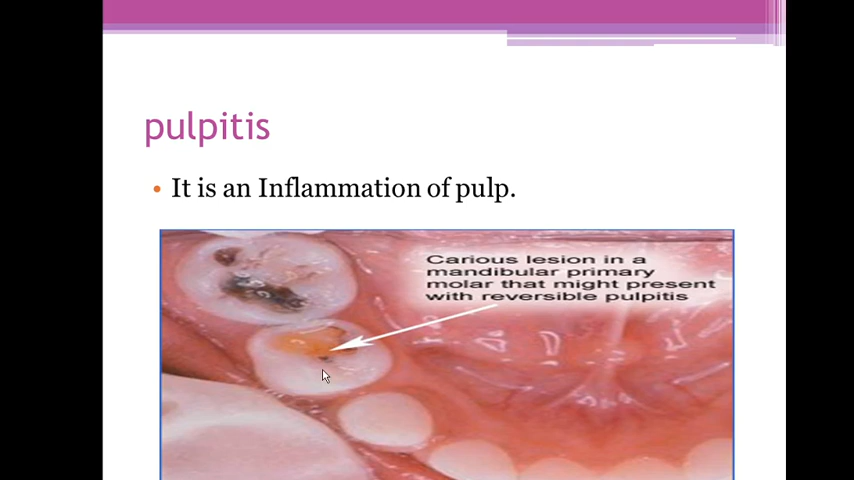 pulpitis
• It is an Inflammation of pulp.
Carious lesion in a
mandibular primary
molar that might present
with reversible pulpitis